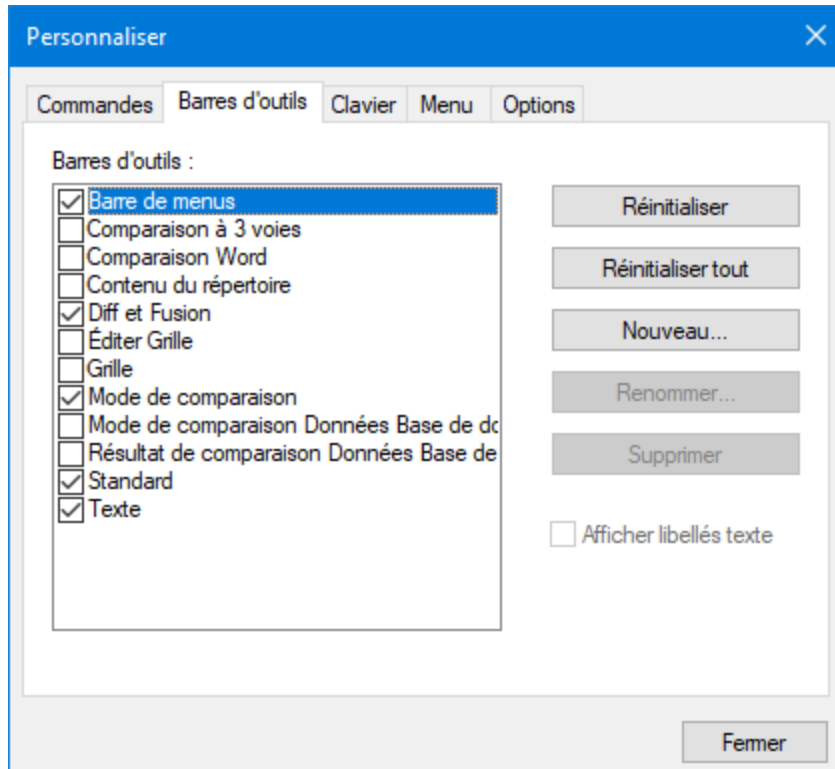 Personnaliser
Commandes Barres d'outils Clavier Menu Options
Barres d'outils :
Barre de menus
Comparaison à 3 voies
Comparaison Word
Contenu du répertoire
Diff et Fusion
Éditer Grille
Grille
Mode de comparaison
Mode de comparaison Données Base de dc
Résultat de comparaison Données Base de
Standard
Texte
Réinitialiser
Réinitialiser tout
Nouveau...
Renommer...
Supprimer
Afficher libellés texte
Fermer